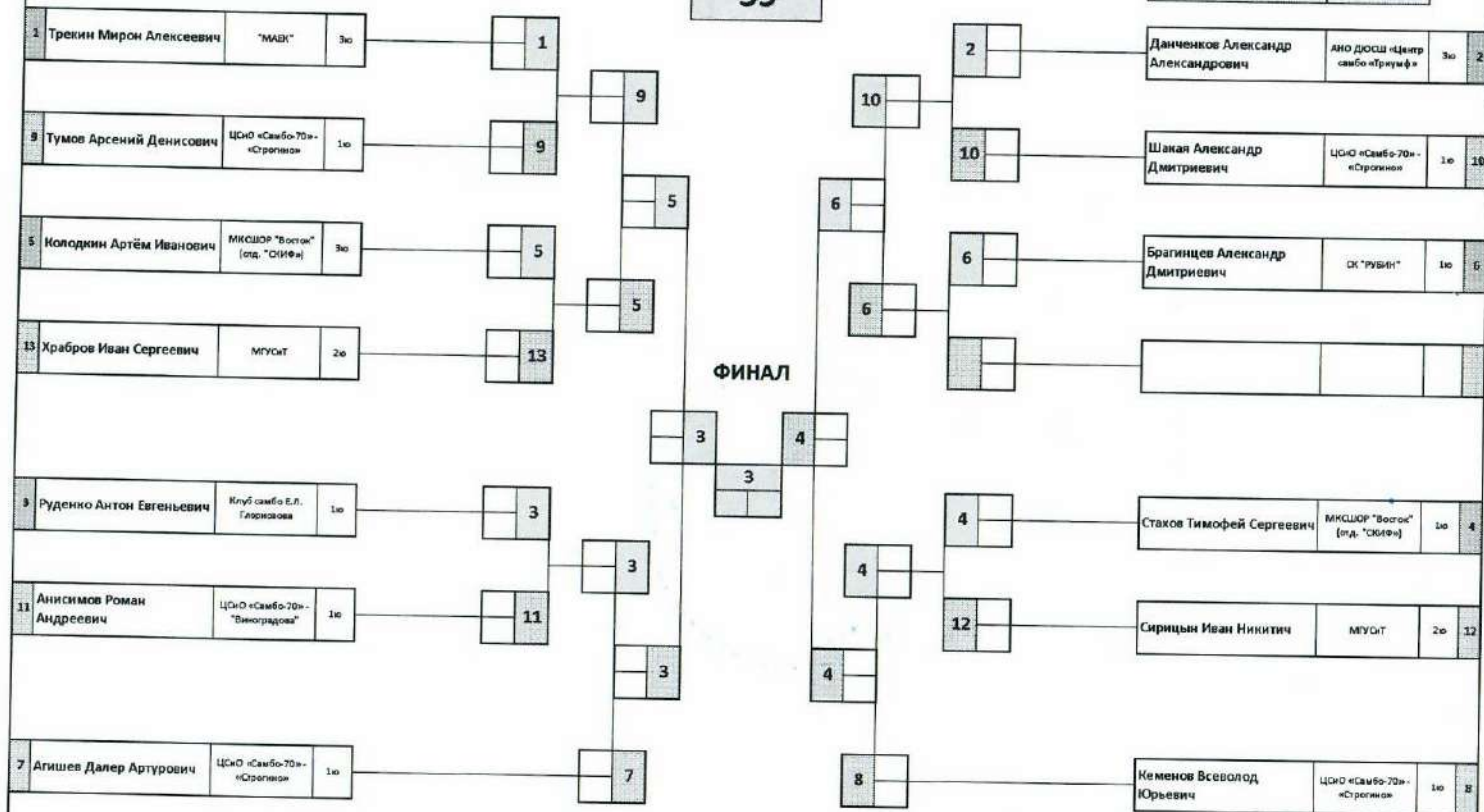 1 Трекин Мирон Алексеевич "МАЕК" 3ю
1
9 Тумов Арсений Денисович ЦСиО «Самбо-70» -
«Строгино» 1ю
9
9
5
5 Колодкин Артём Иванович МКСШОР "Восток"
(отд. "СКИФ») 3ю
5
5
13 Храбров Иван Сергеевич МГУСиТ 2ю
13
3 Руденко Антон Евгеньевич Клуб самбо Е.Л.
1ю
3
3
11 Анисимов Роман
Андреевич
ЦСиО «Самбо-70» -
"Виноградова" 1ю
11
3
7 Агишев Далер Артурович ЦСиО «Самбо-70» -
«Строгино» 1ю
7
ФИНАЛ
3
4
3
2
Данченков Александр
Александрович
АНО ДЮСШ «Центр
самбо «Триумф» 3ю 2
10
10
Шакая Александр
Дмитриевич
ЦСиО «Самбо-70» -
«Строгино» 1ю 10
6
6
Брагинцев Александр
Дмитриевич
СК "РУБИН" 1ю 6
6
4
Стахов Тимофей Сергеевич МКСШОР "Восток"
(отд. "СКИФ») 1ю 4
4
12
Сирицын Иван Никитич МГУСиТ 2ю 12
4
8
Кеменов Всеволод
Юрьевич
ЦСиО «Самбо-70» -
«Строгино» 1ю 8